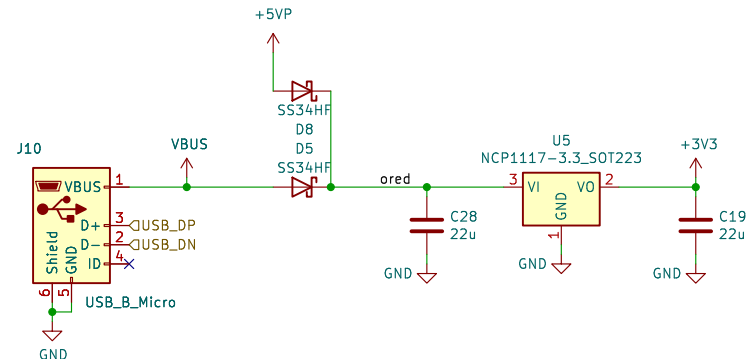 +5VP
SS34HF
D8
D5
SS34HF
J10
VBUS
ored
U5
NCP1117-3.3_SOT223
+3V3
VBUS 1
D+ 3 USB_DP
D- 2 USB_DN
ID 4
Shield
GND
6
5
USB_B_Micro
GND
3 VI
VO 2
GND
1
GND
C28
22u
GND
C19
22u
GND